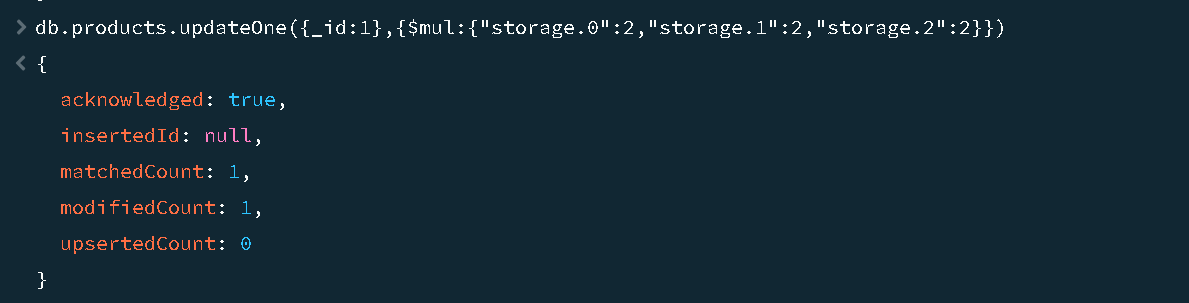 > db.products.updateOne({_id:1},{$mul:{"storage.0":2,"storage.1":2,"storage.2":2}})
< {
acknowledged: true,
insertedId: null,
matchedCount: 1,
modifiedCount: 1,
upsertedCount: 0
}